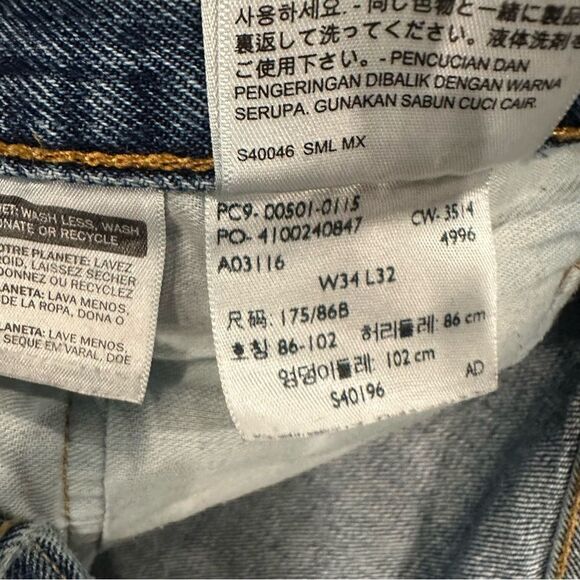 사용하세요. - 同じ色物と一緒に製品
裏返して洗ってください。液体洗剤
ご使用下さい。 - PENCUCIAN DAN
PENGERINGAN DIBALIK DENGAN WARNA
SERUPA. GUNAKAN SABUN CUCI CAIR.
S40046 SML MX
WASH LESS, WASH
ONATE OR RECYCLE
OTRE PLANETE: LAVEZ
ROID, LAISSEZ SECHER
DONNEZ OU RECYCLEZ
LANETA: LAVA MENOS,
DE LA ROPA, DONA O
ANETA: LAVE MENOS,
SEQUE EM VARAL, DOE
PC9- 00501-0115
PO- 4100240847 CW- 3514
A03116 4996
W34 L32
尺码: 175/86B
호칭 86-102 허리둘레: 86 cm
엉덩이둘레: 102 cm
S40196 AD